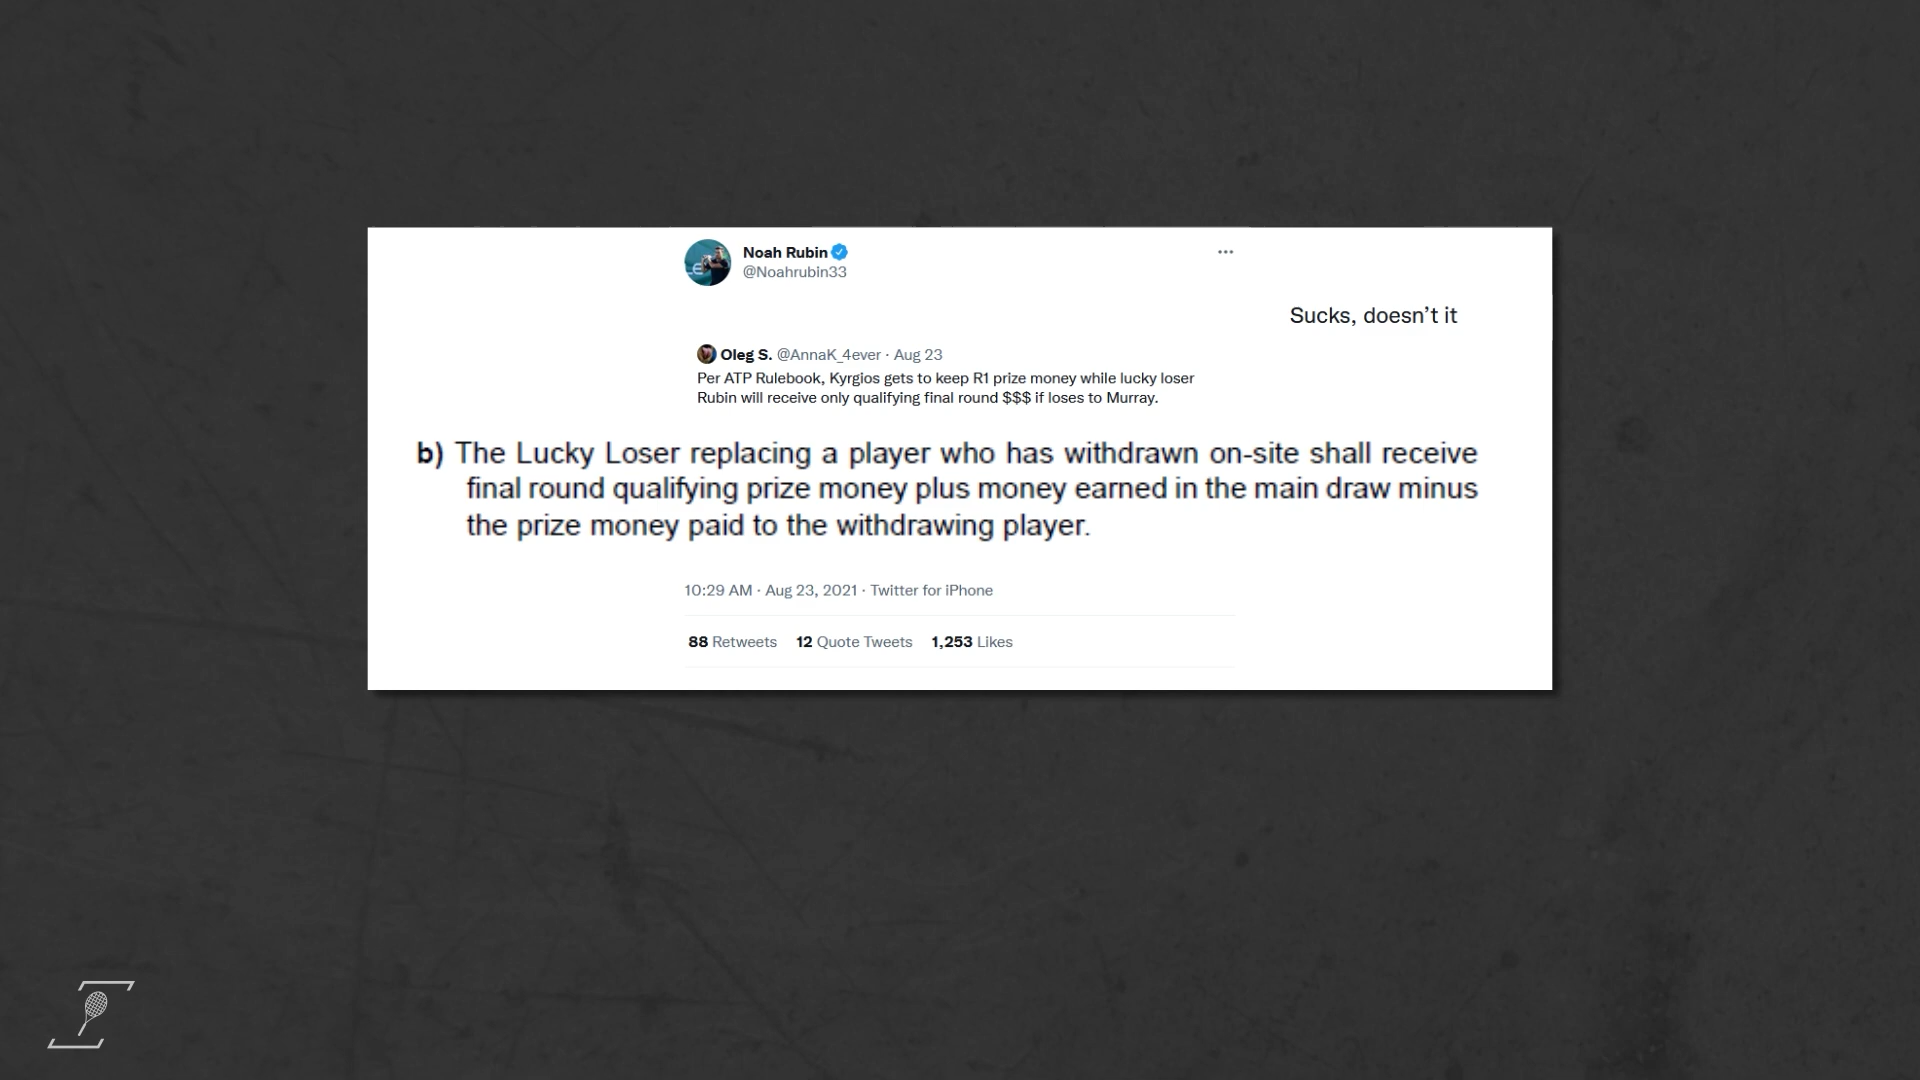 Noah Rubin
@Noahrubin33
Sucks, doesn’t it
Oleg S. @AnnaK_4ever · Aug 23
Per ATP Rulebook, Kyrgios gets to keep R1 prize money while lucky loser
Rubin will receive only qualifying final round $$$ if loses to Murray.
b) The Lucky Loser replacing a player who has withdrawn on-site shall receive
final round qualifying prize money plus money earned in the main draw minus
the prize money paid to the withdrawing player.
10:29 AM · Aug 23, 2021 · Twitter for iPhone
88 Retweets 12 Quote Tweets 1,253 Likes